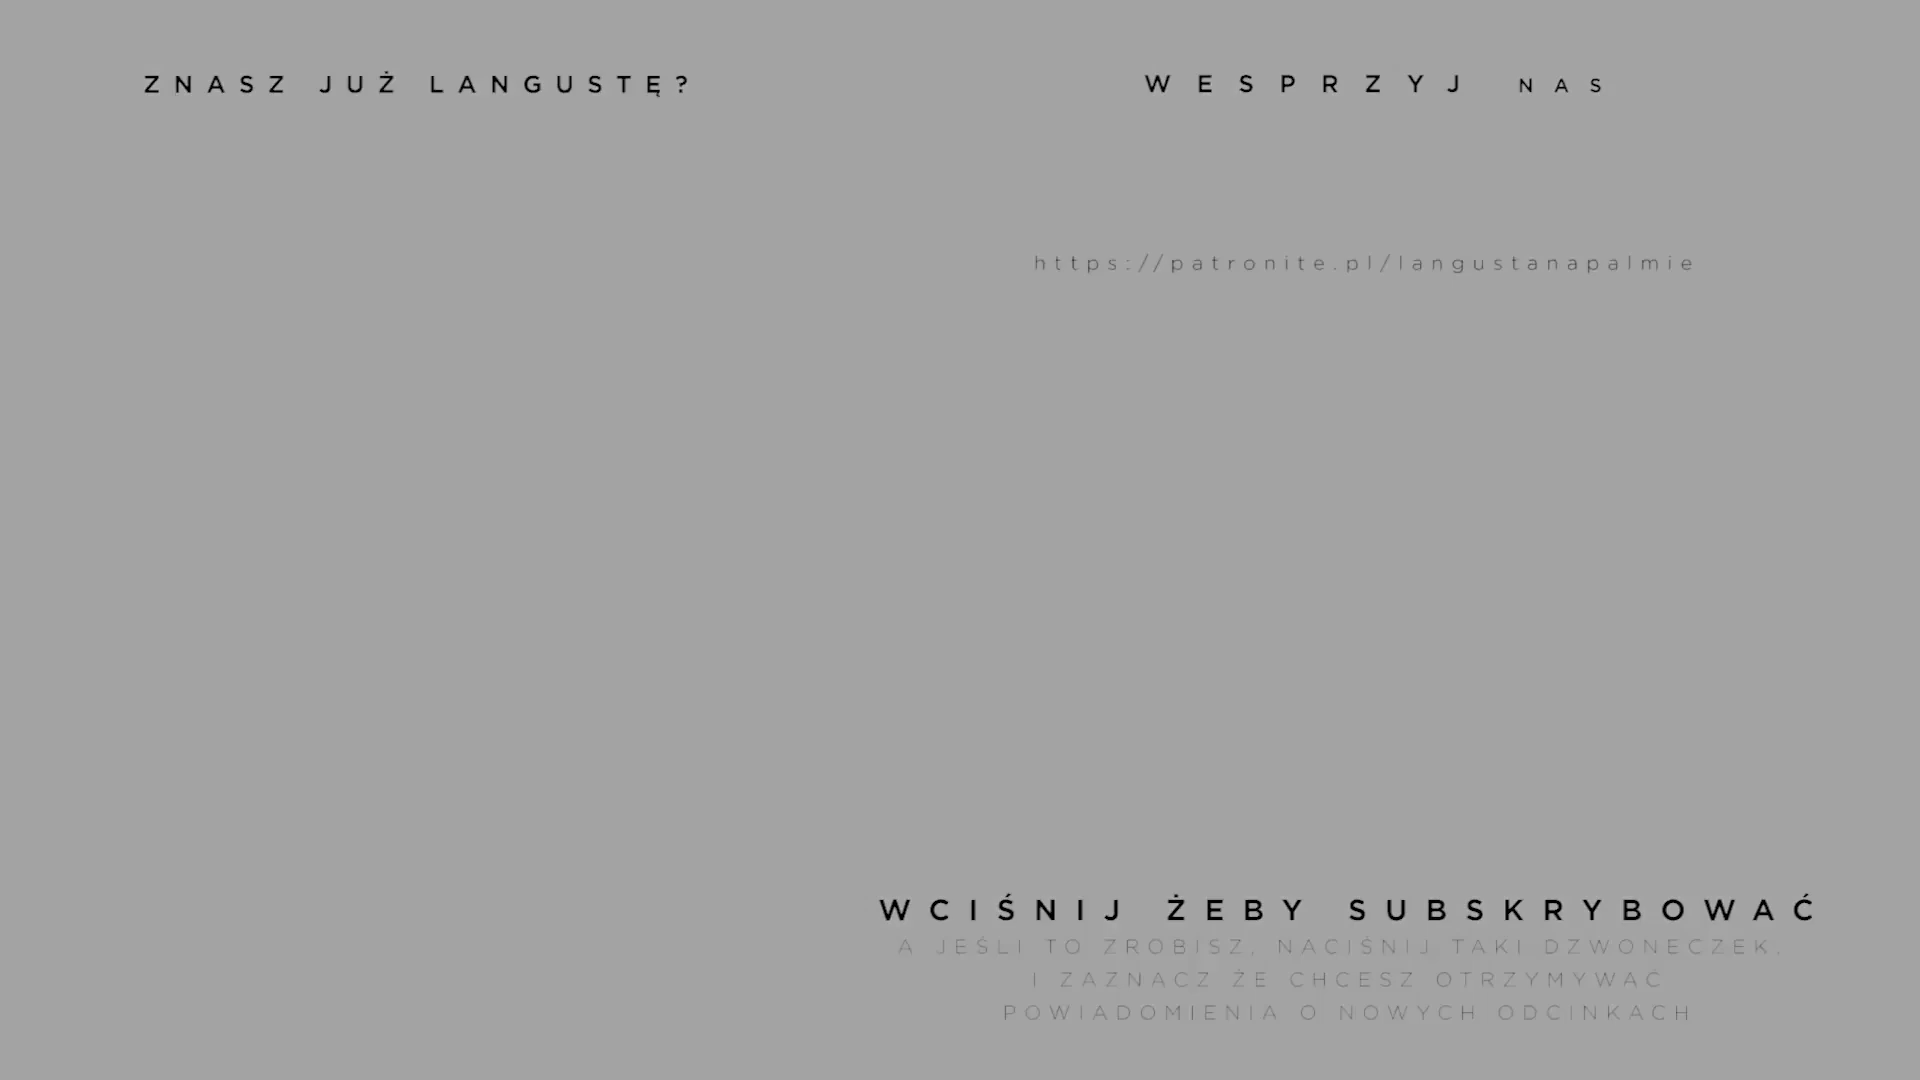 ZNASZ JUŻ LANGUSTĘ?
WESPRZYJ NAS
https://patronite.pl/langustanapalmie
WCIŚNIJ ŻEBY SUBSKRYBOWAĆ
A JEŚLI TO ZROBISZ, NACIŚNIJ TAKI DZWONECZEK,
I ZAZNACZ ŻE CHCESZ OTRZYMYWAĆ
POWIADOMIENIA O NOWYCH ODCINKACH